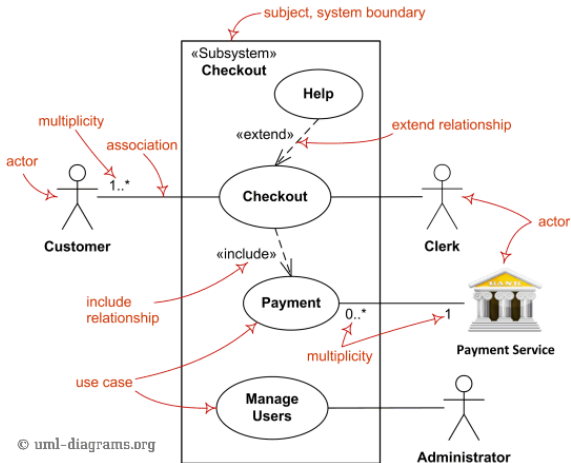 subject, system boundary
«Subsystem»
Checkout
Help
multiplicity
«extend»
extend relationship
association
actor
1..*
Checkout
Customer
Clerk
actor
«include»
include
relationship
Payment
0..*
1
BANK
multiplicity
Payment Service
use case
Manage
Users
© uml-diagrams.org
Administrator